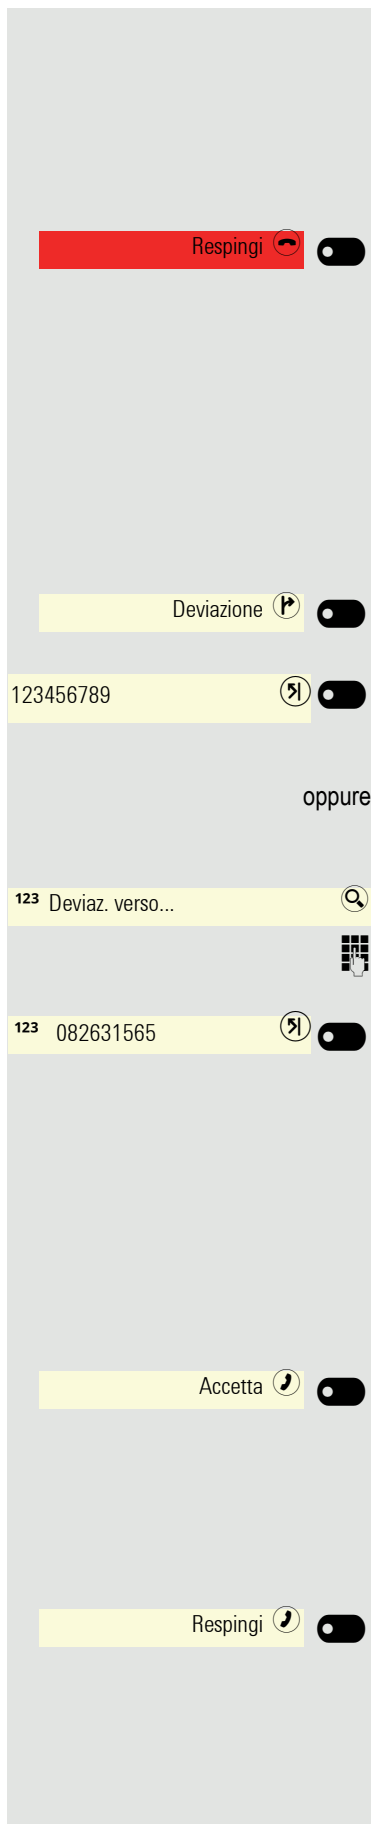 Respingi
Deviazione
123456789
oppure
123 Deviaz. verso...
123 082631565
Accetta
Respingi